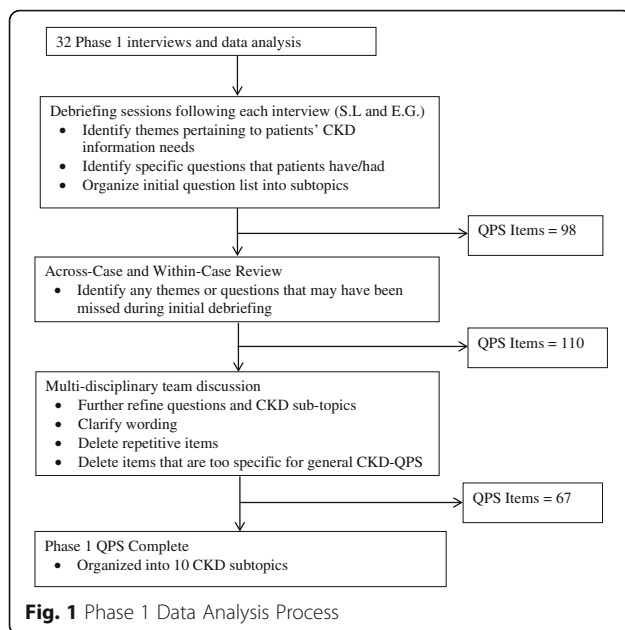 32 Phase 1 interviews and data analysis
Debriefing sessions following each interview (S.L and E.G.)
• Identify themes pertaining to patients' CKD
information needs
• Identify specific questions that patients have/had
• Organize initial question list into subtopics
QPS Items = 98
Across-Case and Within-Case Review
• Identify any themes or questions that may have been
missed during initial debriefing
QPS Items = 110
Multi-disciplinary team discussion
• Further refine questions and CKD sub-topics
• Clarify wording
• Delete repetitive items
• Delete items that are too specific for general CKD-QPS
QPS Items = 67
Phase 1 QPS Complete
• Organized into 10 CKD subtopics
Fig. 1 Phase 1 Data Analysis Process